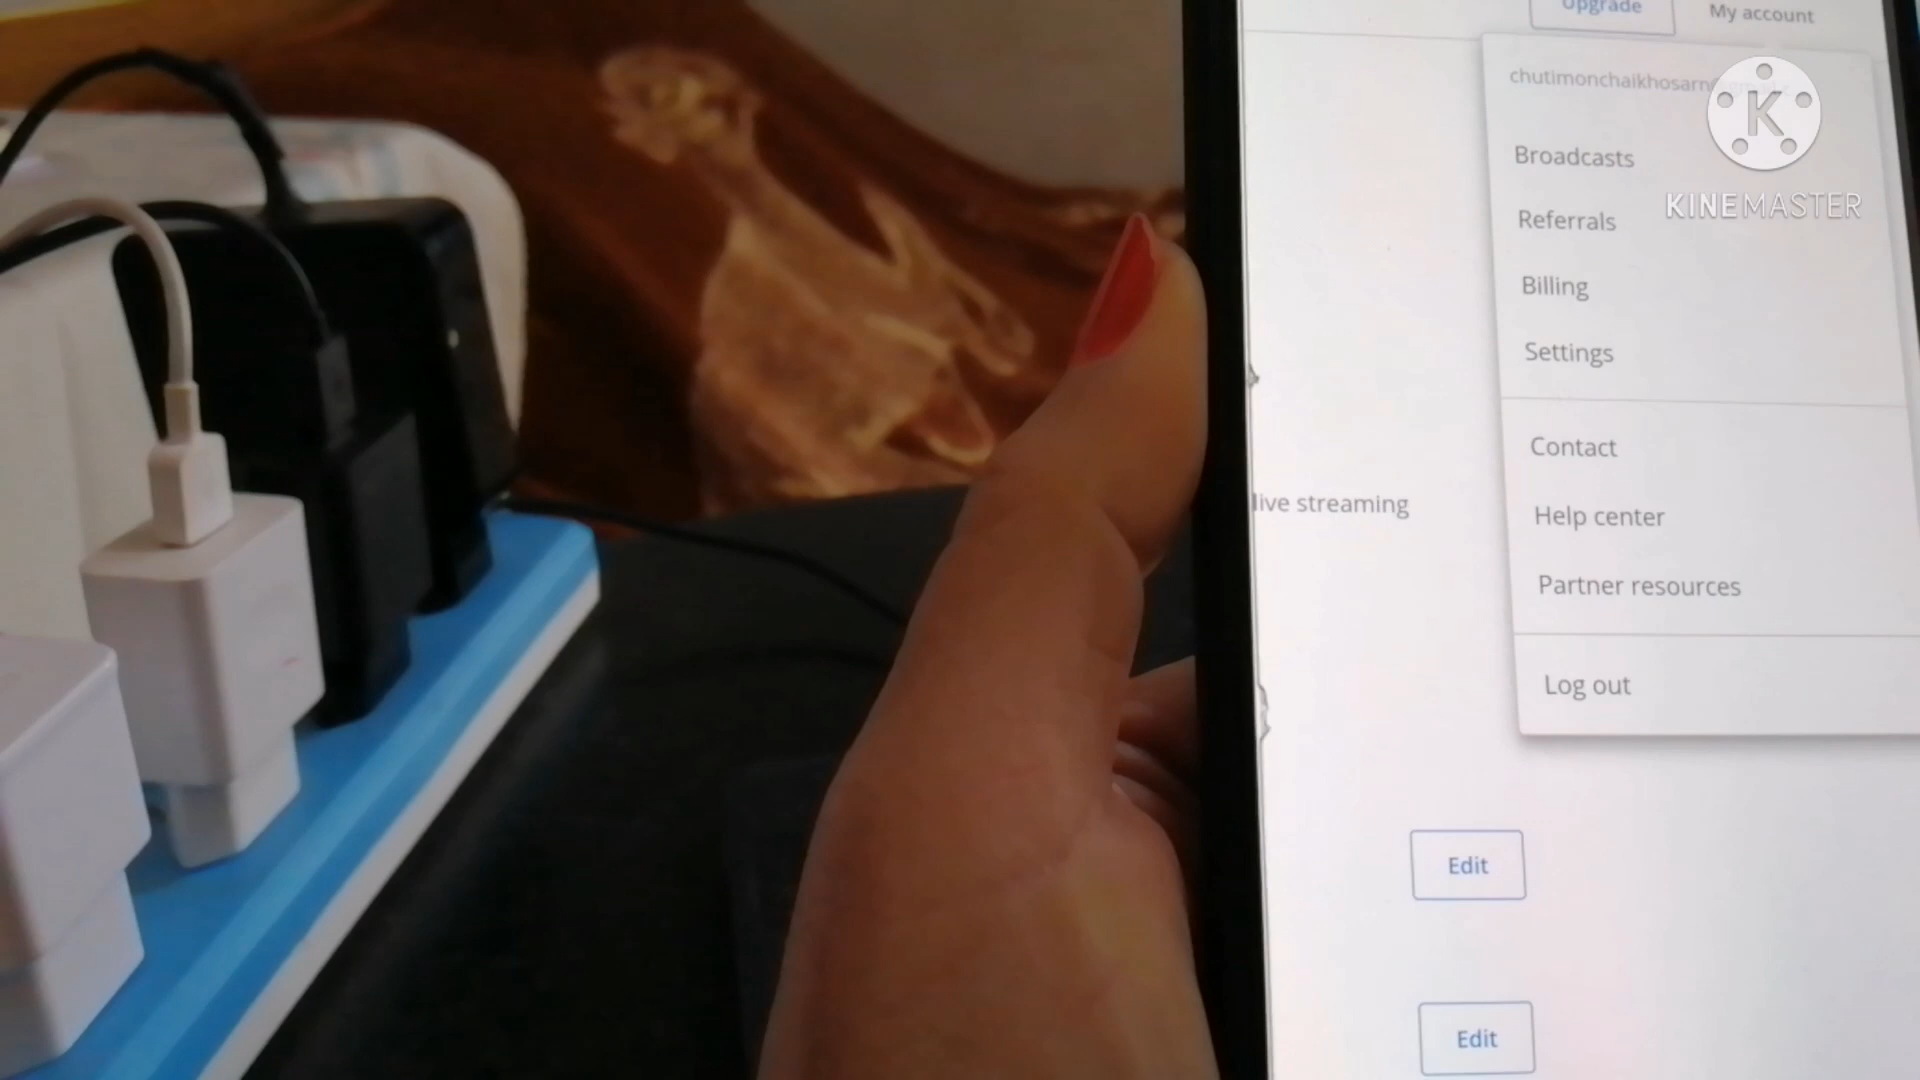 Upgrade
My account
Broadcasts
KINEMASTER
Referrals
Billing
Settings
Contact
live streaming
Help center
Partner resources
Log out
Edit
Edit